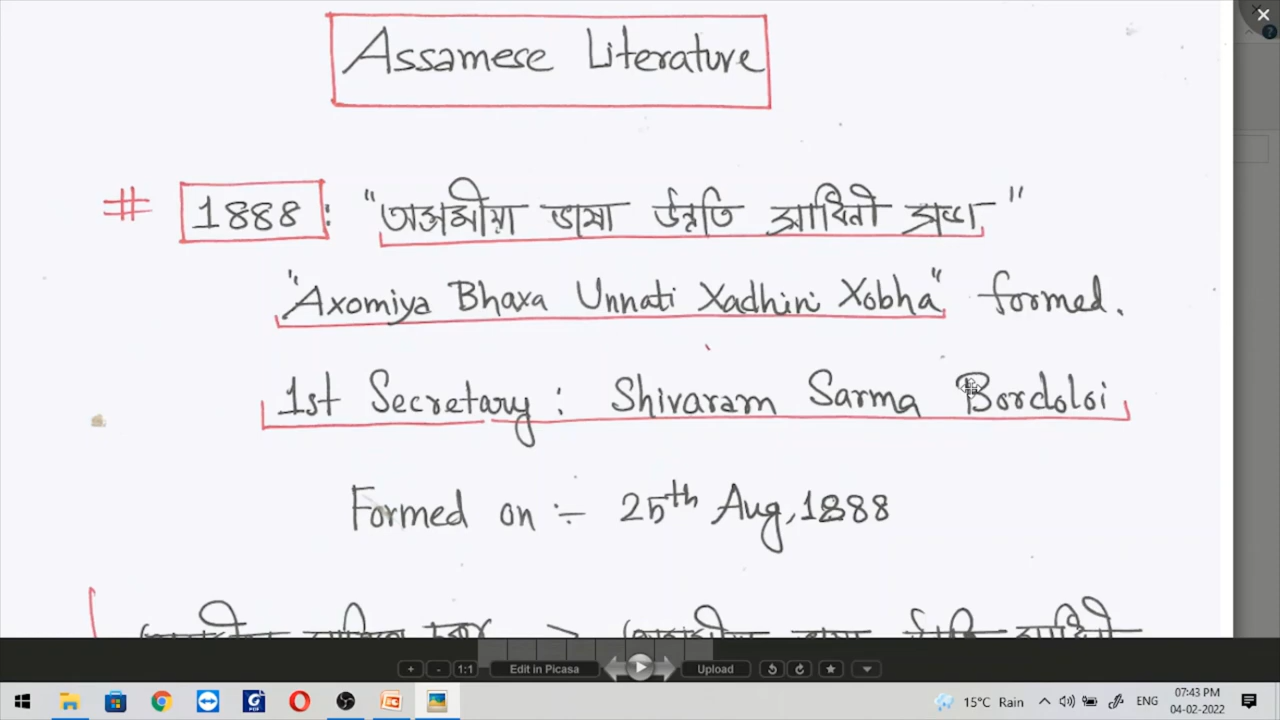 Assamese Literature
# 1888: "অসমীয়া ভাষা উন্নতি সাধিনী সভা"
"Axomiya Bhaxa Unnati Xadhini Xobha" formed.
1st Secretary: Shivaram Sarma Bordoloi
Formed on :- 25th Aug, 1888
+ - 1:1 Edit in Picasa Upload
15°C Rain ENG 07:43 PM
04-02-2022